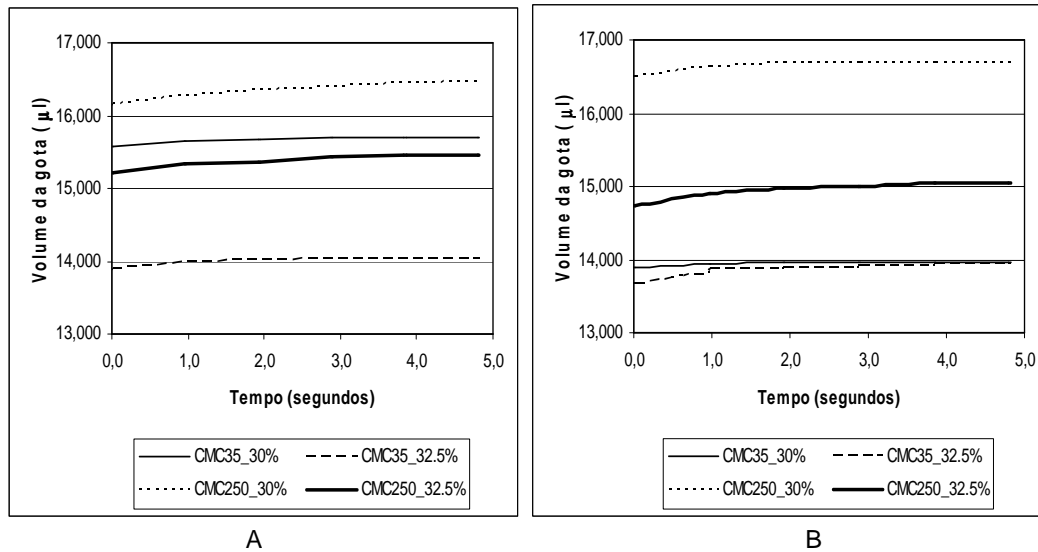 17,000
16,000
15,000
14,000
13,000
Volume da gota ( µl)
0,0 1,0 2,0 3,0 4,0 5,0
Tempo (segundos)
CMC35_30% CMC35_32.5%
CMC250_30% CMC250_32.5%
A
17,000
16,000
15,000
14,000
13,000
Volume da gota ( µl)
0,0 1,0 2,0 3,0 4,0 5,0
Tempo (segundos)
CMC35_30% CMC35_32.5%
CMC250_30% CMC250_32.5%
B